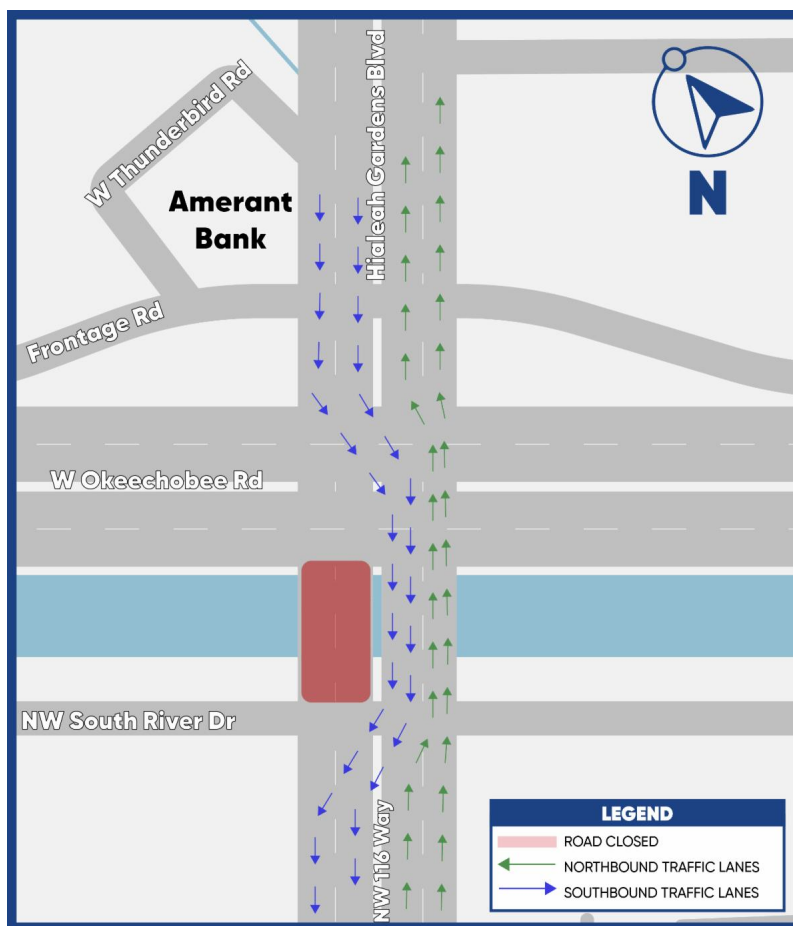 Hialeah Gardens Blvd
W Thunderbird Rd
N
Amerant
Bank
Frontage Rd
W Okeechobee Rd
NW South River Dr
NW 116 Way
LEGEND
ROAD CLOSED
NORTHBOUND TRAFFIC LANES
SOUTHBOUND TRAFFIC LANES